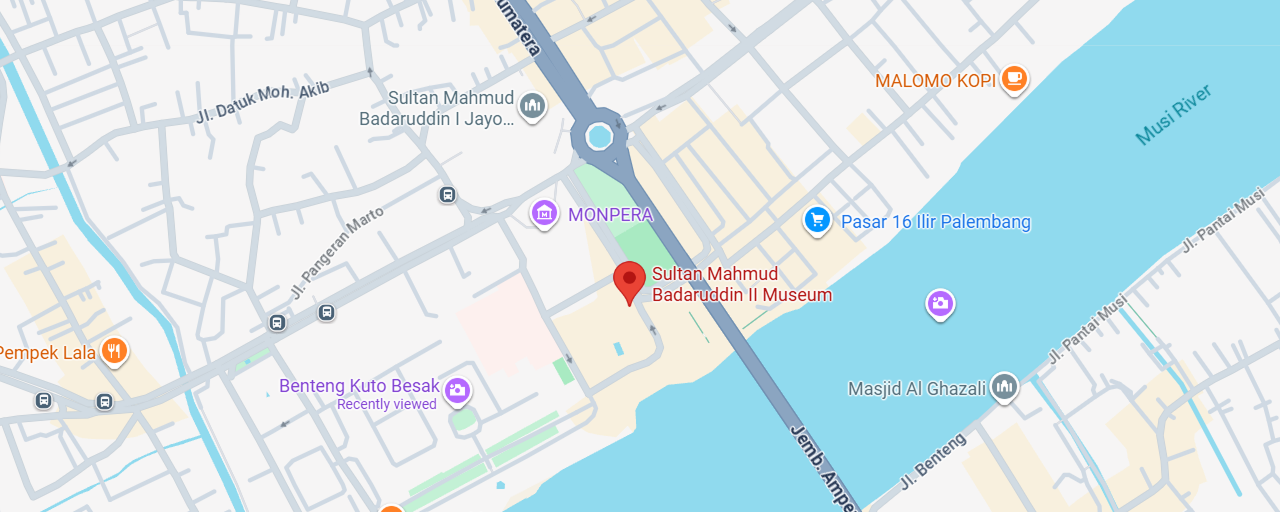 umatera
MALOMO KOPI
Jl. Datuk Moh. Akib
Sultan Mahmud
Badaruddin I Jayo...
Musi River
Jl. Pangeran Marto
MONPERA
Pasar 16 Ilir Palembang
Jl. Pantai Musi
Sultan Mahmud
Badaruddin II Museum
Jl. Pantai Musi
Pempek Lala
Benteng Kuto Besak
Recently viewed
Masjid Al Ghazali
Jemb. Ampe
Jl. Benteng